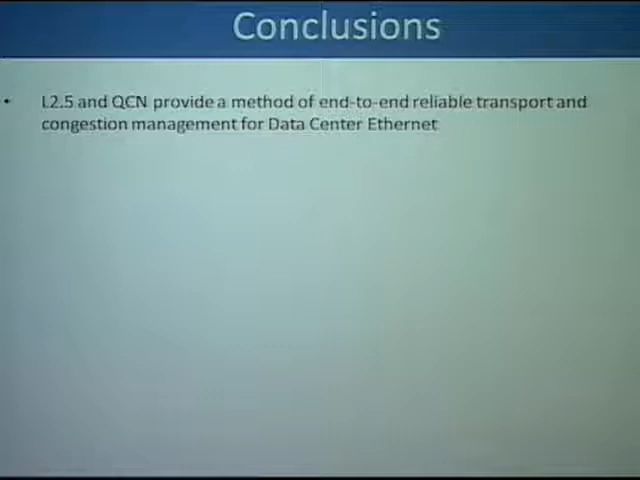 Conclusions
• L2.5 and QCN provide a method of end-to-end reliable transport and
congestion management for Data Center Ethernet